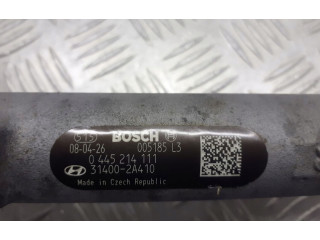 BOSCH
08-04-26 005185 L3
0 445 214 111
31400-2A410
Made in Czech Republic